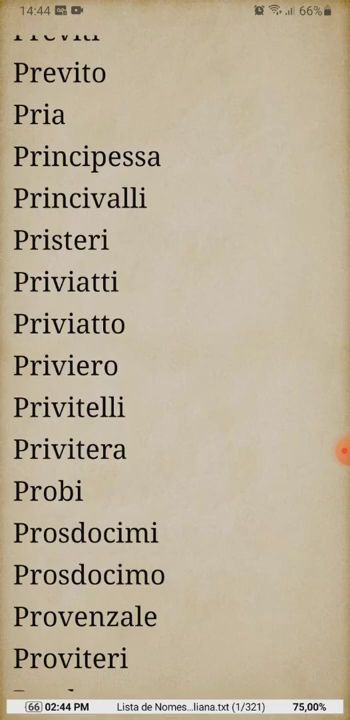 14:44
66%
Previti
Previto
Pria
Principessa
Princivalli
Pristeri
Priviatti
Priviatto
Priviero
Privitelli
Privitera
Probi
Prosdocimi
Prosdocimo
Provenzale
Proviteri
66 02:44 PM Lista de Nomes...liana.txt (1/321) 75,00%